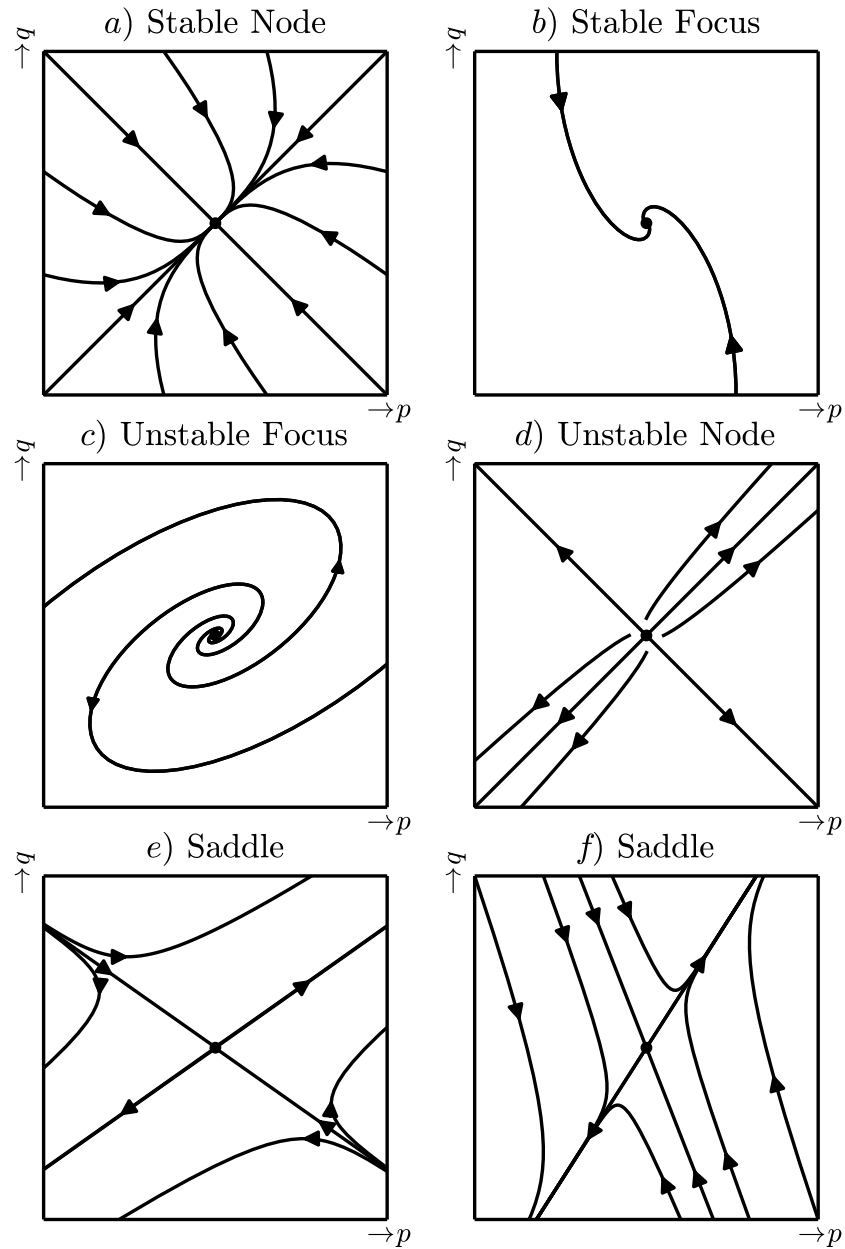 a) Stable Node
→q
→p
b) Stable Focus
→q
→p
c) Unstable Focus
→q
→p
d) Unstable Node
→q
→p
e) Saddle
→q
→p
f) Saddle
→q
→p